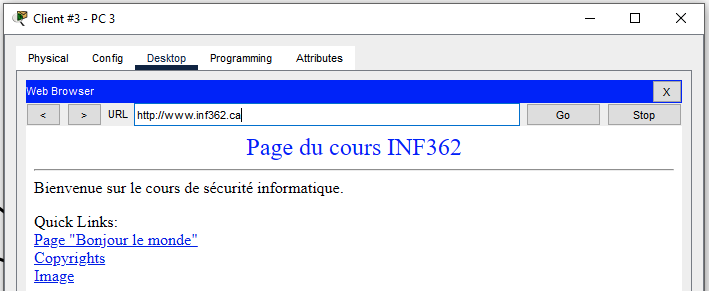 Client #3 - PC 3
Physical Config Desktop Programming Attributes
Web Browser X
< > URL http://www.inf362.ca Go Stop
Page du cours INF362
Bienvenue sur le cours de sécurité informatique.
Quick Links:
Page "Bonjour le monde"
Copyrights
Image